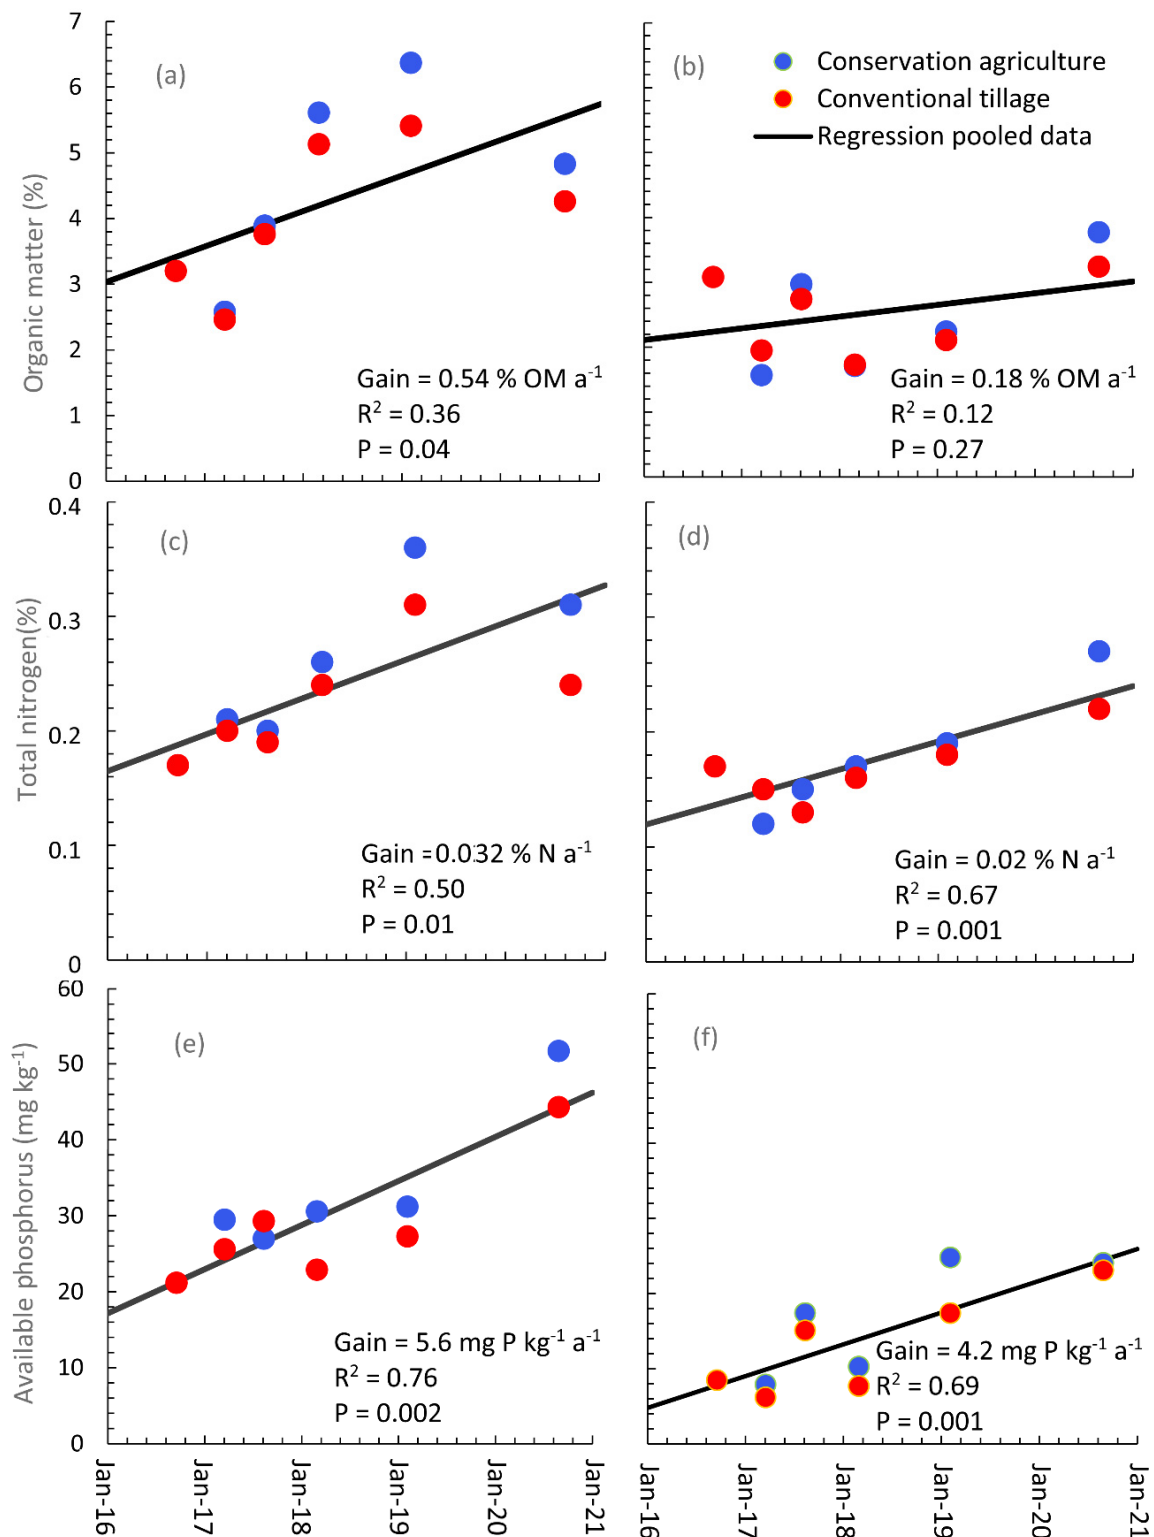 Organic matter (%)
7
6
5
4
3
2
1
0
(a)
Gain = 0.54 % OM a⁻¹
R² = 0.36
P = 0.04
(b)
Conservation agriculture
Conventional tillage
Regression pooled data
Gain = 0.18 % OM a⁻¹
R² = 0.12
P = 0.27
Total nitrogen(%)
0.4
0.3
0.2
0.1
0
(c)
Gain =0.032 % N a⁻¹
R² = 0.50
P = 0.01
(d)
Gain = 0.02 % N a⁻¹
R² = 0.67
P = 0.001
Available phosphorus (mg kg⁻¹)
60
50
40
30
20
10
0
(e)
Gain = 5.6 mg P kg⁻¹ a⁻¹
R² = 0.76
P = 0.002
(f)
Gain = 4.2 mg P kg⁻¹ a⁻¹
R² = 0.69
P = 0.001
Jan-16
Jan-17
Jan-18
Jan-19
Jan-20
Jan-21
Jan-16
Jan-17
Jan-18
Jan-19
Jan-20
Jan-21